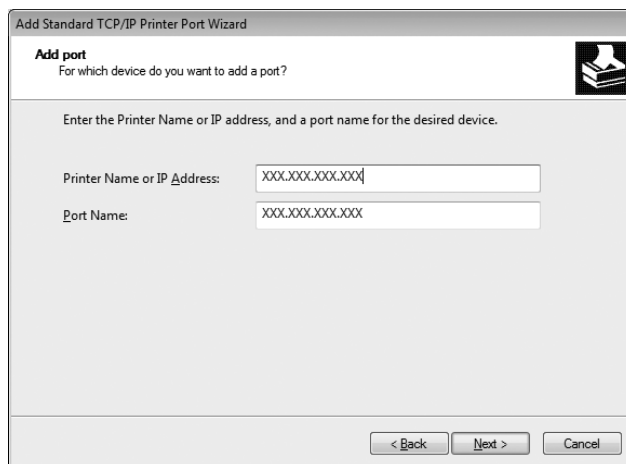 Add Standard TCP/IP Printer Port Wizard
Add port
For which device do you want to add a port?
Enter the Printer Name or IP address, and a port name for the desired device.
Printer Name or IP Address: XXX.XXX.XXX.XXX
Port Name: XXX.XXX.XXX.XXX
< Back Next > Cancel